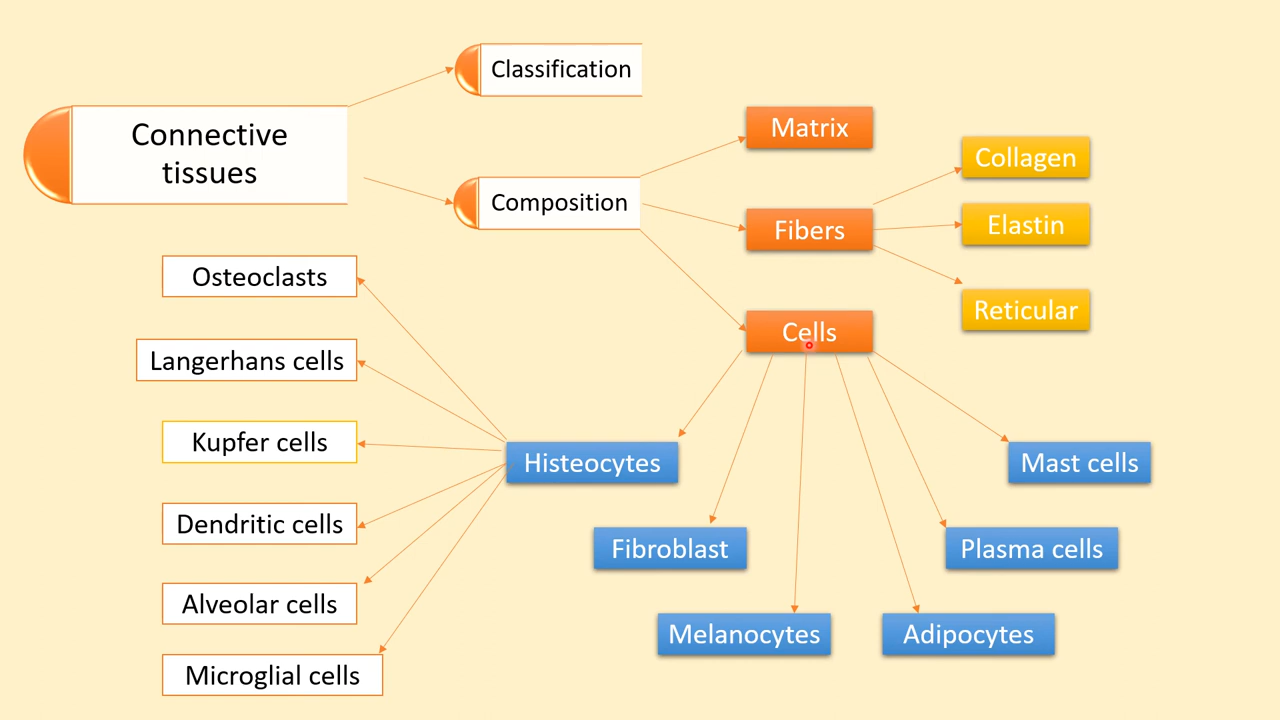 Classification
Connective
tissues
Matrix
Collagen
Composition
Fibers
Elastin
Osteoclasts
Reticular
Cells
Langerhans cells
Kupfer cells
Histeocytes
Mast cells
Dendritic cells
Fibroblast
Plasma cells
Alveolar cells
Melanocytes
Adipocytes
Microglial cells